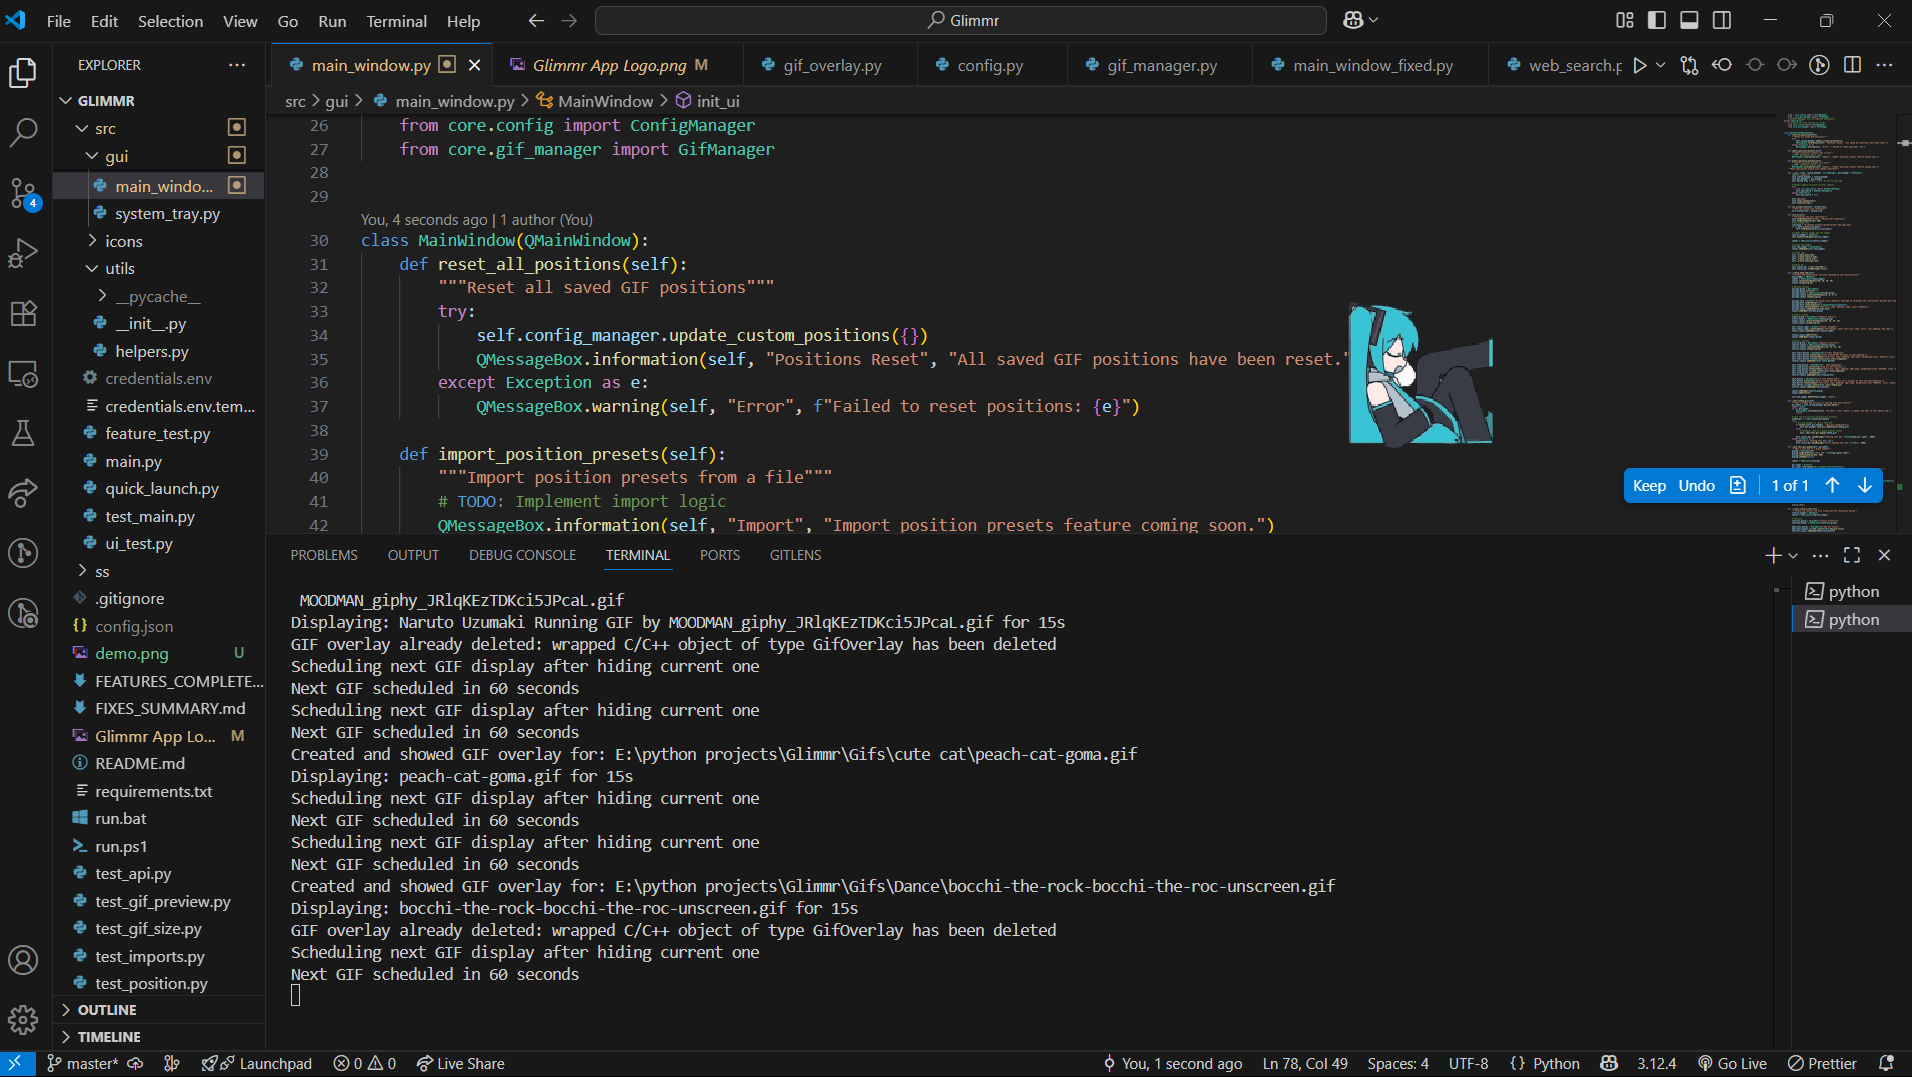 File Edit Selection View Go Run Terminal Help
Glimmr
EXPLORER
main_window.py
Glimmr App Logo.png M
gif_overlay.py
config.py
gif_manager.py
main_window_fixed.py
web_search.p
GLIMMR
src
gui
main_windo...
system_tray.py
icons
utils
__pycache__
__init__.py
helpers.py
credentials.env
credentials.env.tem...
feature_test.py
main.py
quick_launch.py
test_main.py
ui_test.py
ss
.gitignore
config.json
demo.png U
FEATURES_COMPLETE...
FIXES_SUMMARY.md
Glimmr App Lo... M
README.md
requirements.txt
run.bat
run.ps1
test_api.py
test_gif_preview.py
test_gif_size.py
test_imports.py
test_position.py
OUTLINE
TIMELINE
4
src > gui > main_window.py > MainWindow > init_ui
26 from core.config import ConfigManager
27 from core.gif_manager import GifManager
28
29
You, 4 seconds ago | 1 author (You)
30 class MainWindow(QMainWindow):
31 def reset_all_positions(self):
32 """Reset all saved GIF positions"""
33 try:
34 self.config_manager.update_custom_positions({})
35 QMessageBox.information(self, "Positions Reset", "All saved GIF positions have been reset."
36 except Exception as e:
37 QMessageBox.warning(self, "Error", f"Failed to reset positions: {e}")
38
39 def import_position_presets(self):
40 """Import position presets from a file"""
41 # TODO: Implement import logic
42 QMessageBox.information(self, "Import", "Import position presets feature coming soon.")
Keep Undo 1 of 1
PROBLEMS OUTPUT DEBUG CONSOLE TERMINAL PORTS GITLENS
python
python
MOODMAN_giphy_JRlqKEzTDKci5JPcaL.gif
Displaying: Naruto Uzumaki Running GIF by MOODMAN_giphy_JRlqKEzTDKci5JPcaL.gif for 15s
GIF overlay already deleted: wrapped C/C++ object of type GifOverlay has been deleted
Scheduling next GIF display after hiding current one
Next GIF scheduled in 60 seconds
Scheduling next GIF display after hiding current one
Next GIF scheduled in 60 seconds
Created and showed GIF overlay for: E:\python projects\Glimmr\Gifs\cute cat\peach-cat-goma.gif
Displaying: peach-cat-goma.gif for 15s
Scheduling next GIF display after hiding current one
Next GIF scheduled in 60 seconds
Scheduling next GIF display after hiding current one
Next GIF scheduled in 60 seconds
Created and showed GIF overlay for: E:\python projects\Glimmr\Gifs\Dance\bocchi-the-rock-bocchi-the-roc-unscreen.gif
Displaying: bocchi-the-rock-bocchi-the-roc-unscreen.gif for 15s
GIF overlay already deleted: wrapped C/C++ object of type GifOverlay has been deleted
Scheduling next GIF display after hiding current one
Next GIF scheduled in 60 seconds
master* Launchpad 0 0 Live Share You, 1 second ago Ln 78, Col 49 Spaces: 4 UTF-8 {} Python 3.12.4 Go Live Prettier